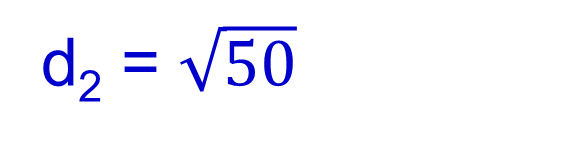 d₂ = √50